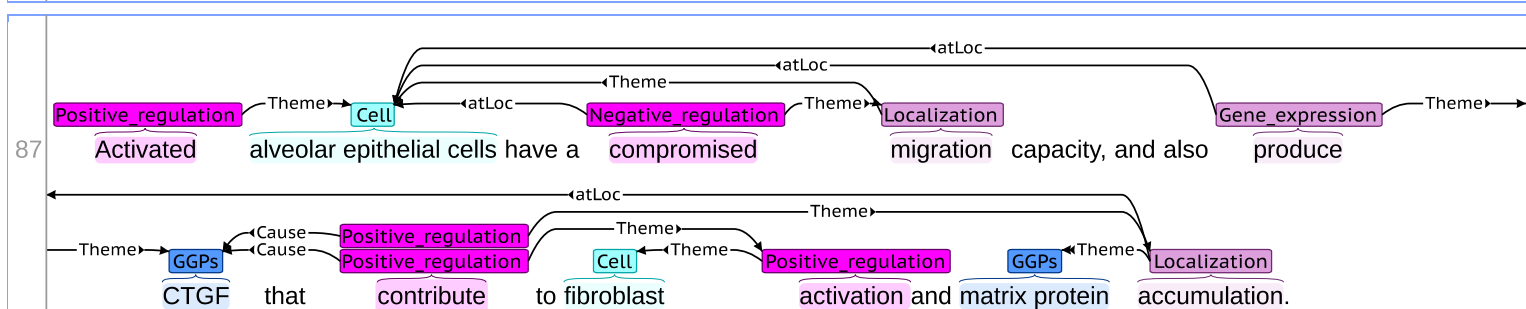 atLoc
atLoc
Theme
Positive_regulation Theme Cell atLoc Negative_regulation Theme Localization Gene_expression Theme
87 Activated alveolar epithelial cells have a compromised migration capacity, and also produce
atLoc
Theme
Cause Positive_regulation Theme
Theme GGPs Cause Positive_regulation Cell Theme Positive_regulation GGPs Theme Localization
CTGF that contribute to fibroblast activation and matrix protein accumulation.